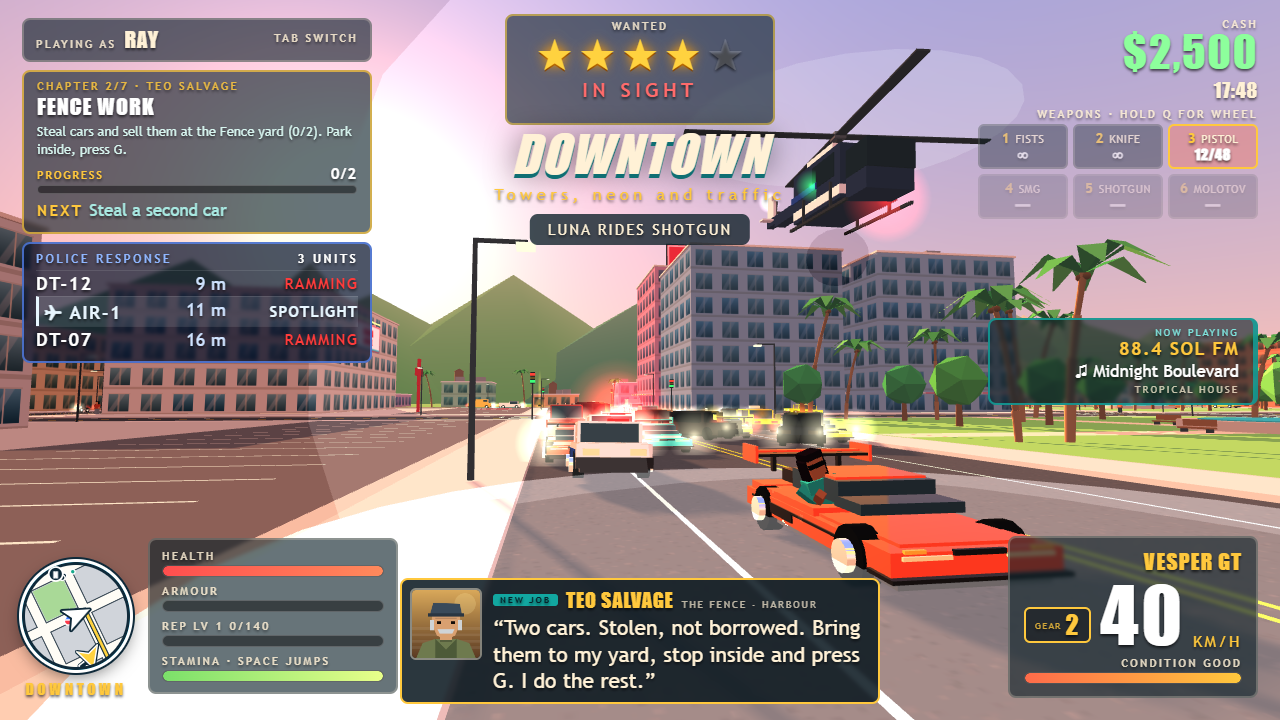 PLAYING AS RAY TAB SWITCH
CHAPTER 2/7 · TEO SALVAGE
FENCE WORK
Steal cars and sell them at the Fence yard (0/2). Park
inside, press G.
PROGRESS 0/2
NEXT Steal a second car
POLICE RESPONSE 3 UNITS
DT-12 9 m RAMMING
AIR-1 11 m SPOTLIGHT
DT-07 16 m RAMMING
WANTED
IN SIGHT
DOWNTOWN
Towers, neon and traffic
LUNA RIDES SHOTGUN
CASH
$2,500
17:48
WEAPONS · HOLD Q FOR WHEEL
1 FISTS
∞
2 KNIFE
∞
3 PISTOL
12/48
4 SMG
—
5 SHOTGUN
—
6 MOLOTOV
—
NOW PLAYING
88.4 SOL FM
♫ Midnight Boulevard
TROPICAL HOUSE
DOWNTOWN
HEALTH
ARMOUR
REP LV 1 0/140
STAMINA · SPACE JUMPS
NEW JOB TEO SALVAGE THE FENCE · HARBOUR
“Two cars. Stolen, not borrowed. Bring
them to my yard, stop inside and press
G. I do the rest.”
VESPER GT
GEAR 2 40 KM/H
CONDITION GOOD